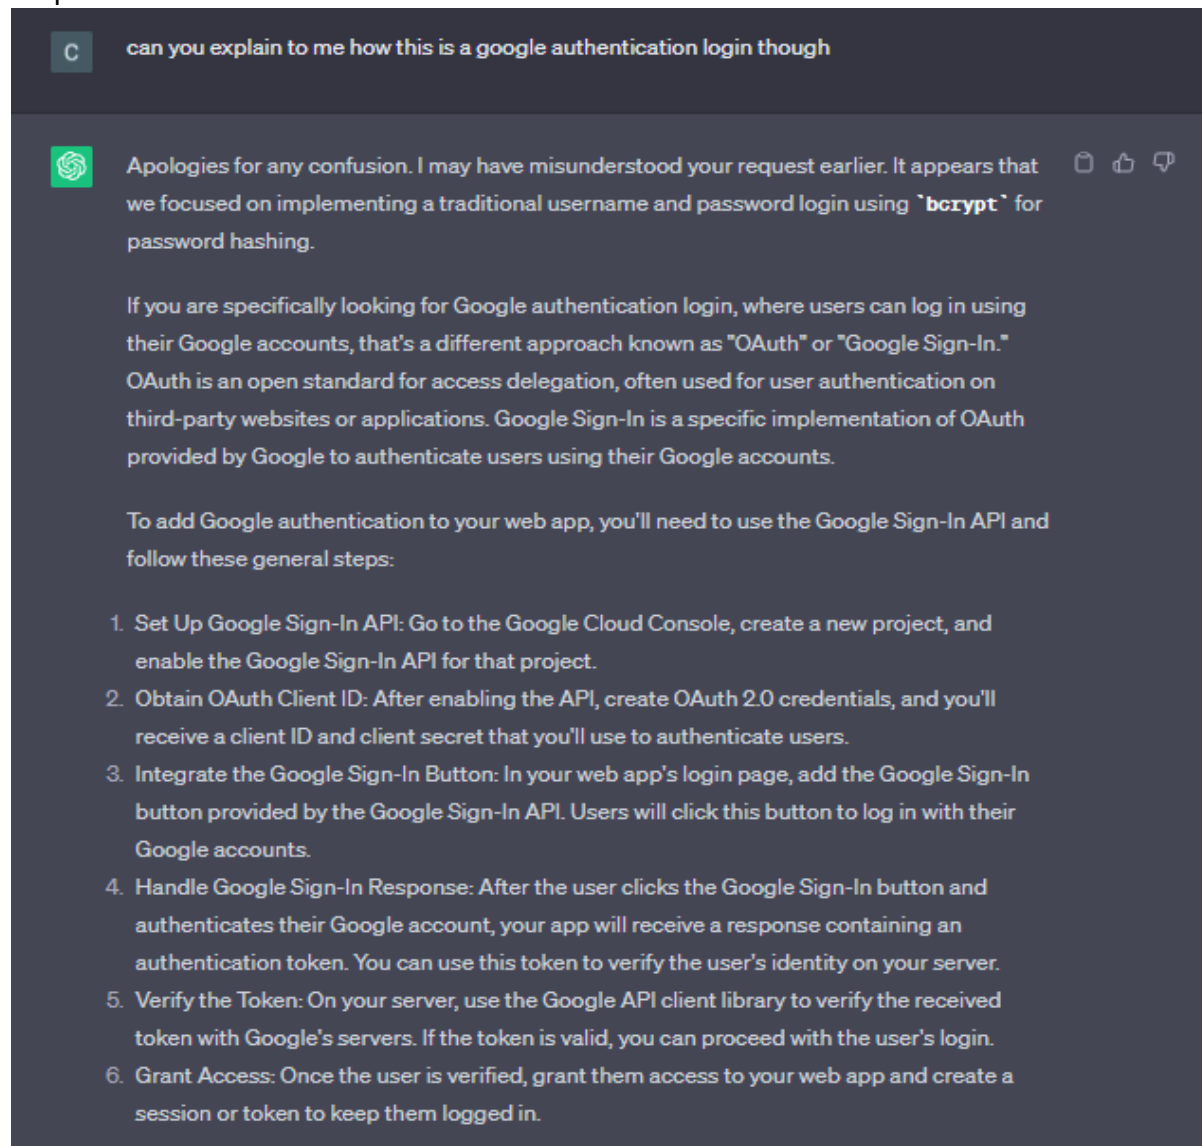 C
can you explain to me how this is a google authentication login though
Apologies for any confusion. I may have misunderstood your request earlier. It appears that
we focused on implementing a traditional username and password login using `bcrypt` for
password hashing.
If you are specifically looking for Google authentication login, where users can log in using
their Google accounts, that's a different approach known as "OAuth" or "Google Sign-In."
OAuth is an open standard for access delegation, often used for user authentication on
third-party websites or applications. Google Sign-In is a specific implementation of OAuth
provided by Google to authenticate users using their Google accounts.
To add Google authentication to your web app, you'll need to use the Google Sign-In API and
follow these general steps:
1. Set Up Google Sign-In API: Go to the Google Cloud Console, create a new project, and
enable the Google Sign-In API for that project.
2. Obtain OAuth Client ID: After enabling the API, create OAuth 2.0 credentials, and you'll
receive a client ID and client secret that you'll use to authenticate users.
3. Integrate the Google Sign-In Button: In your web app's login page, add the Google Sign-In
button provided by the Google Sign-In API. Users will click this button to log in with their
Google accounts.
4. Handle Google Sign-In Response: After the user clicks the Google Sign-In button and
authenticates their Google account, your app will receive a response containing an
authentication token. You can use this token to verify the user's identity on your server.
5. Verify the Token: On your server, use the Google API client library to verify the received
token with Google's servers. If the token is valid, you can proceed with the user's login.
6. Grant Access: Once the user is verified, grant them access to your web app and create a
session or token to keep them logged in.